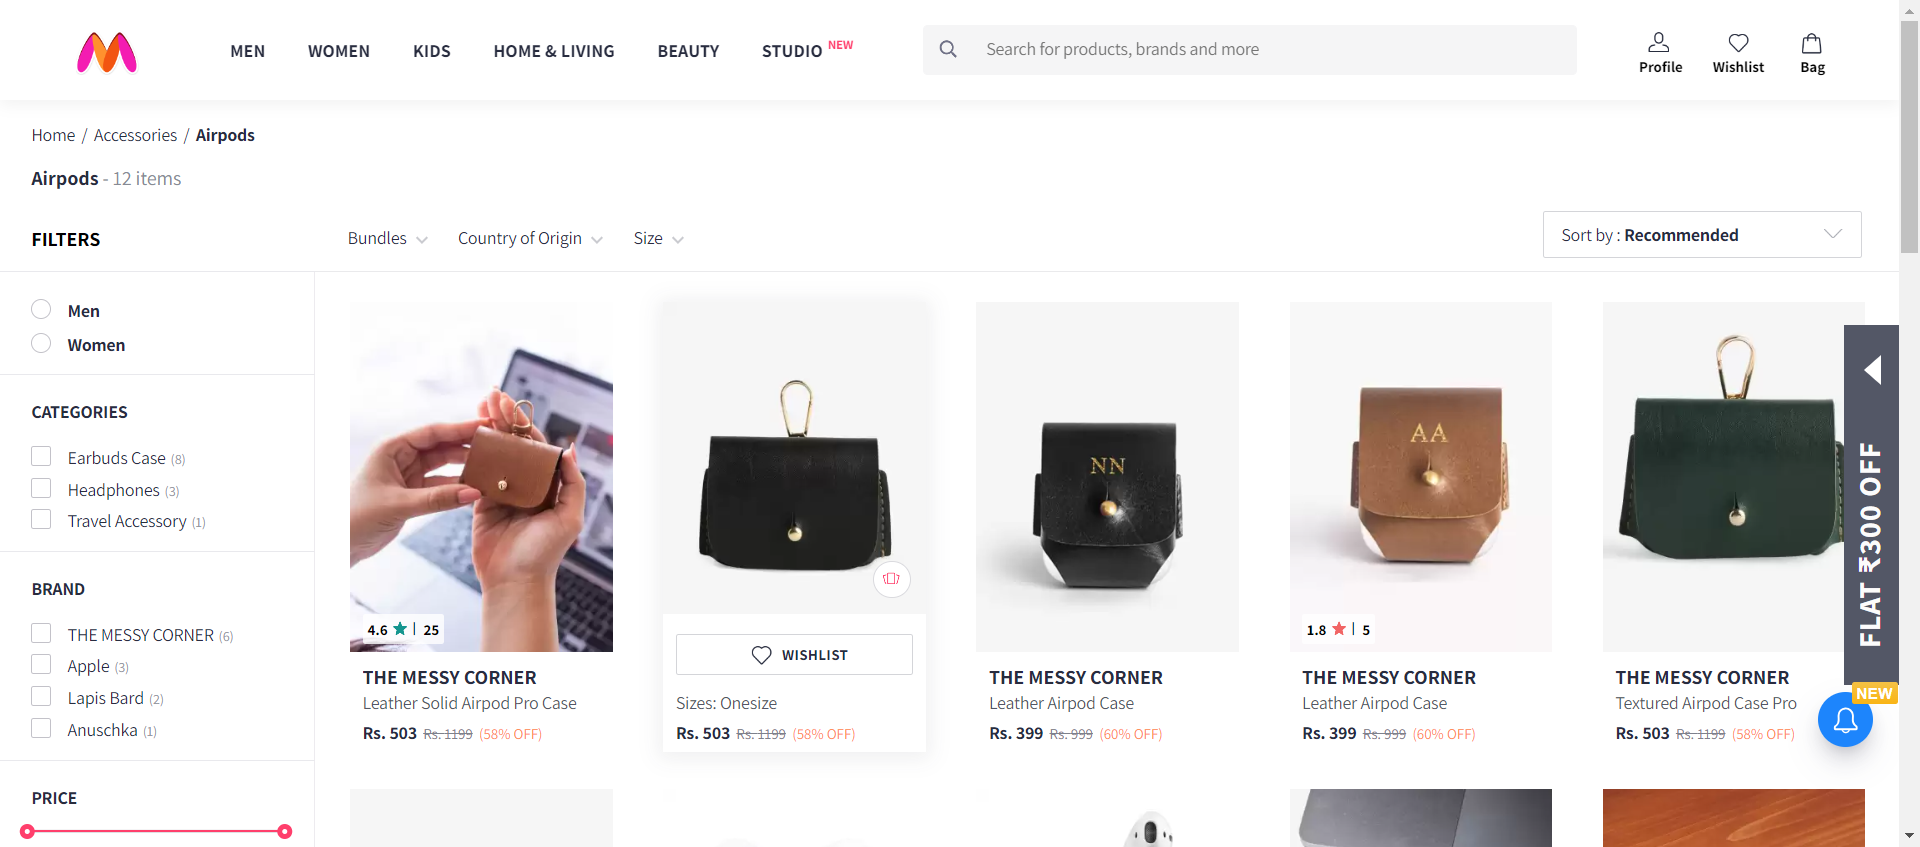 MEN WOMEN KIDS HOME & LIVING BEAUTY STUDIO NEW Search for products, brands and more Profile Wishlist Bag
Home / Accessories / Airpods
Airpods - 12 items
FILTERS Bundles Country of Origin Size Sort by : Recommended
Men
Women
CATEGORIES
Earbuds Case (8)
Headphones (3)
Travel Accessory (1)
BRAND
THE MESSY CORNER (6)
Apple (3)
Lapis Bard (2)
Anuschka (1)
PRICE
4.6 | 25
THE MESSY CORNER
Leather Solid Airpod Pro Case
Rs. 503 Rs. 1199 (58% OFF)
WISHLIST
Sizes: Onesize
Rs. 503 Rs. 1199 (58% OFF)
NN
THE MESSY CORNER
Leather Airpod Case
Rs. 399 Rs. 999 (60% OFF)
AA
1.8 | 5
THE MESSY CORNER
Leather Airpod Case
Rs. 399 Rs. 999 (60% OFF)
THE MESSY CORNER
Textured Airpod Case Pro
Rs. 503 Rs. 1199 (58% OFF)
FLAT ₹300 OFF
NEW